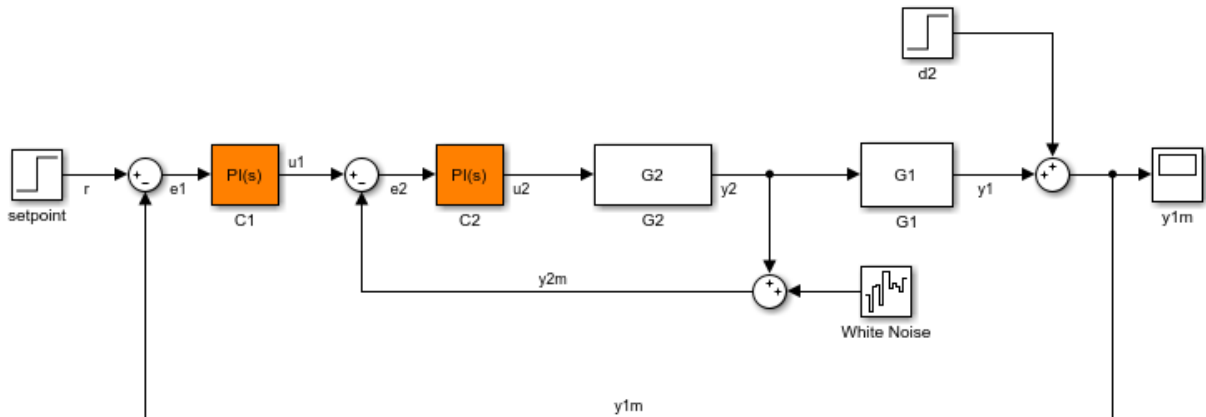 d2
setpoint
r
e1
PI(s)
C1
u1
e2
PI(s)
C2
u2
G2
G2
y2
G1
G1
y1
y1m
y2m
White Noise
y1m